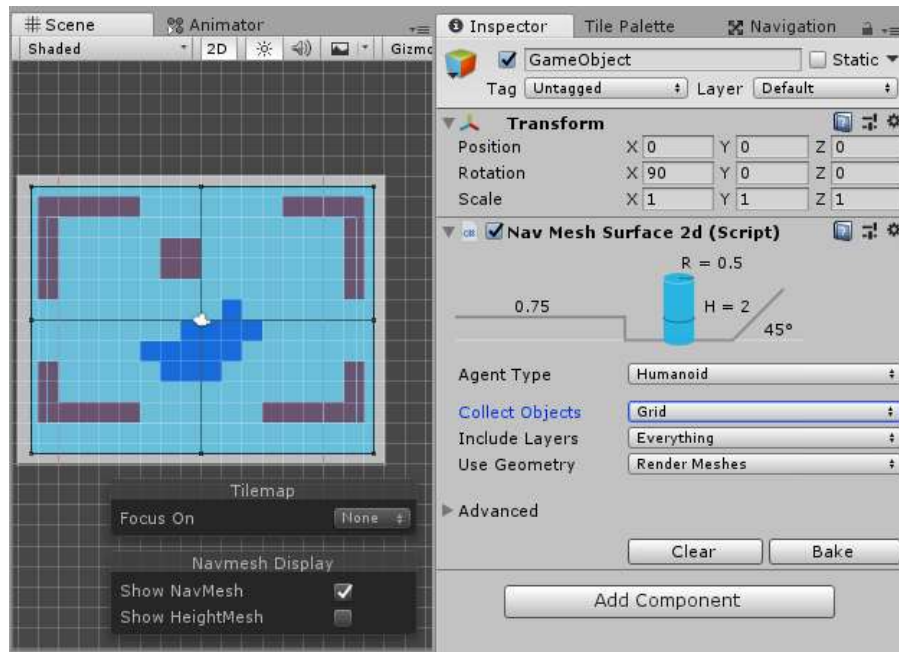 Scene Animator
Shaded 2D Gizmo
Tilemap
Focus On None
Navmesh Display
Show NavMesh
Show HeightMesh
Inspector Tile Palette Navigation
GameObject Static
Tag Untagged Layer Default
Transform
Position X 0 Y 0 Z 0
Rotation X 90 Y 0 Z 0
Scale X 1 Y 1 Z 1
Nav Mesh Surface 2d (Script)
R = 0.5
0.75 H = 2
45°
Agent Type Humanoid
Collect Objects Grid
Include Layers Everything
Use Geometry Render Meshes
Advanced
Clear Bake
Add Component